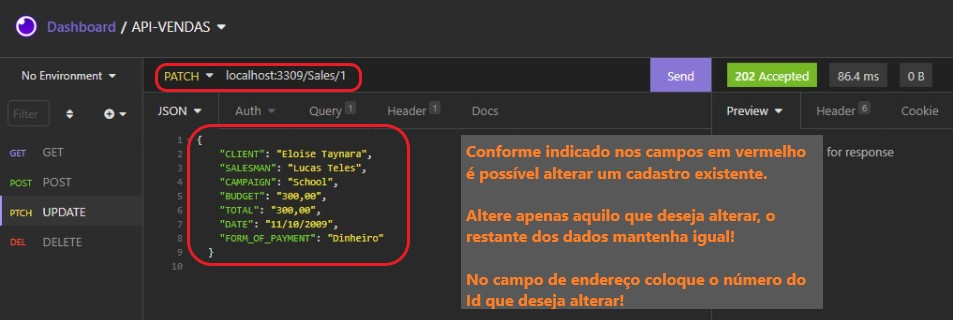 Dashboard / API-VENDAS
No Environment
PATCH localhost:3309/Sales/1
Send
202 Accepted
86.4 ms
0 B
Filter
JSON
Auth
Query 1
Header 1
Docs
Preview
Header 6
Cookie
GET GET
POST POST
PTCH UPDATE
DEL DELETE
1 {
2 "CLIENT": "Eloise Taynara",
3 "SALESMAN": "Lucas Teles",
4 "CAMPAIGN": "School",
5 "BUDGET": "300,00",
6 "TOTAL": "300,00",
7 "DATE": "11/10/2009",
8 "FORM_OF_PAYMENT": "Dinheiro"
9 }
10
Conforme indicado nos campos em vermelho
é possível alterar um cadastro existente.
Altere apenas aquilo que deseja alterar, o
restante dos dados mantenha igual!
No campo de endereço coloque o número do
Id que deseja alterar!
for response